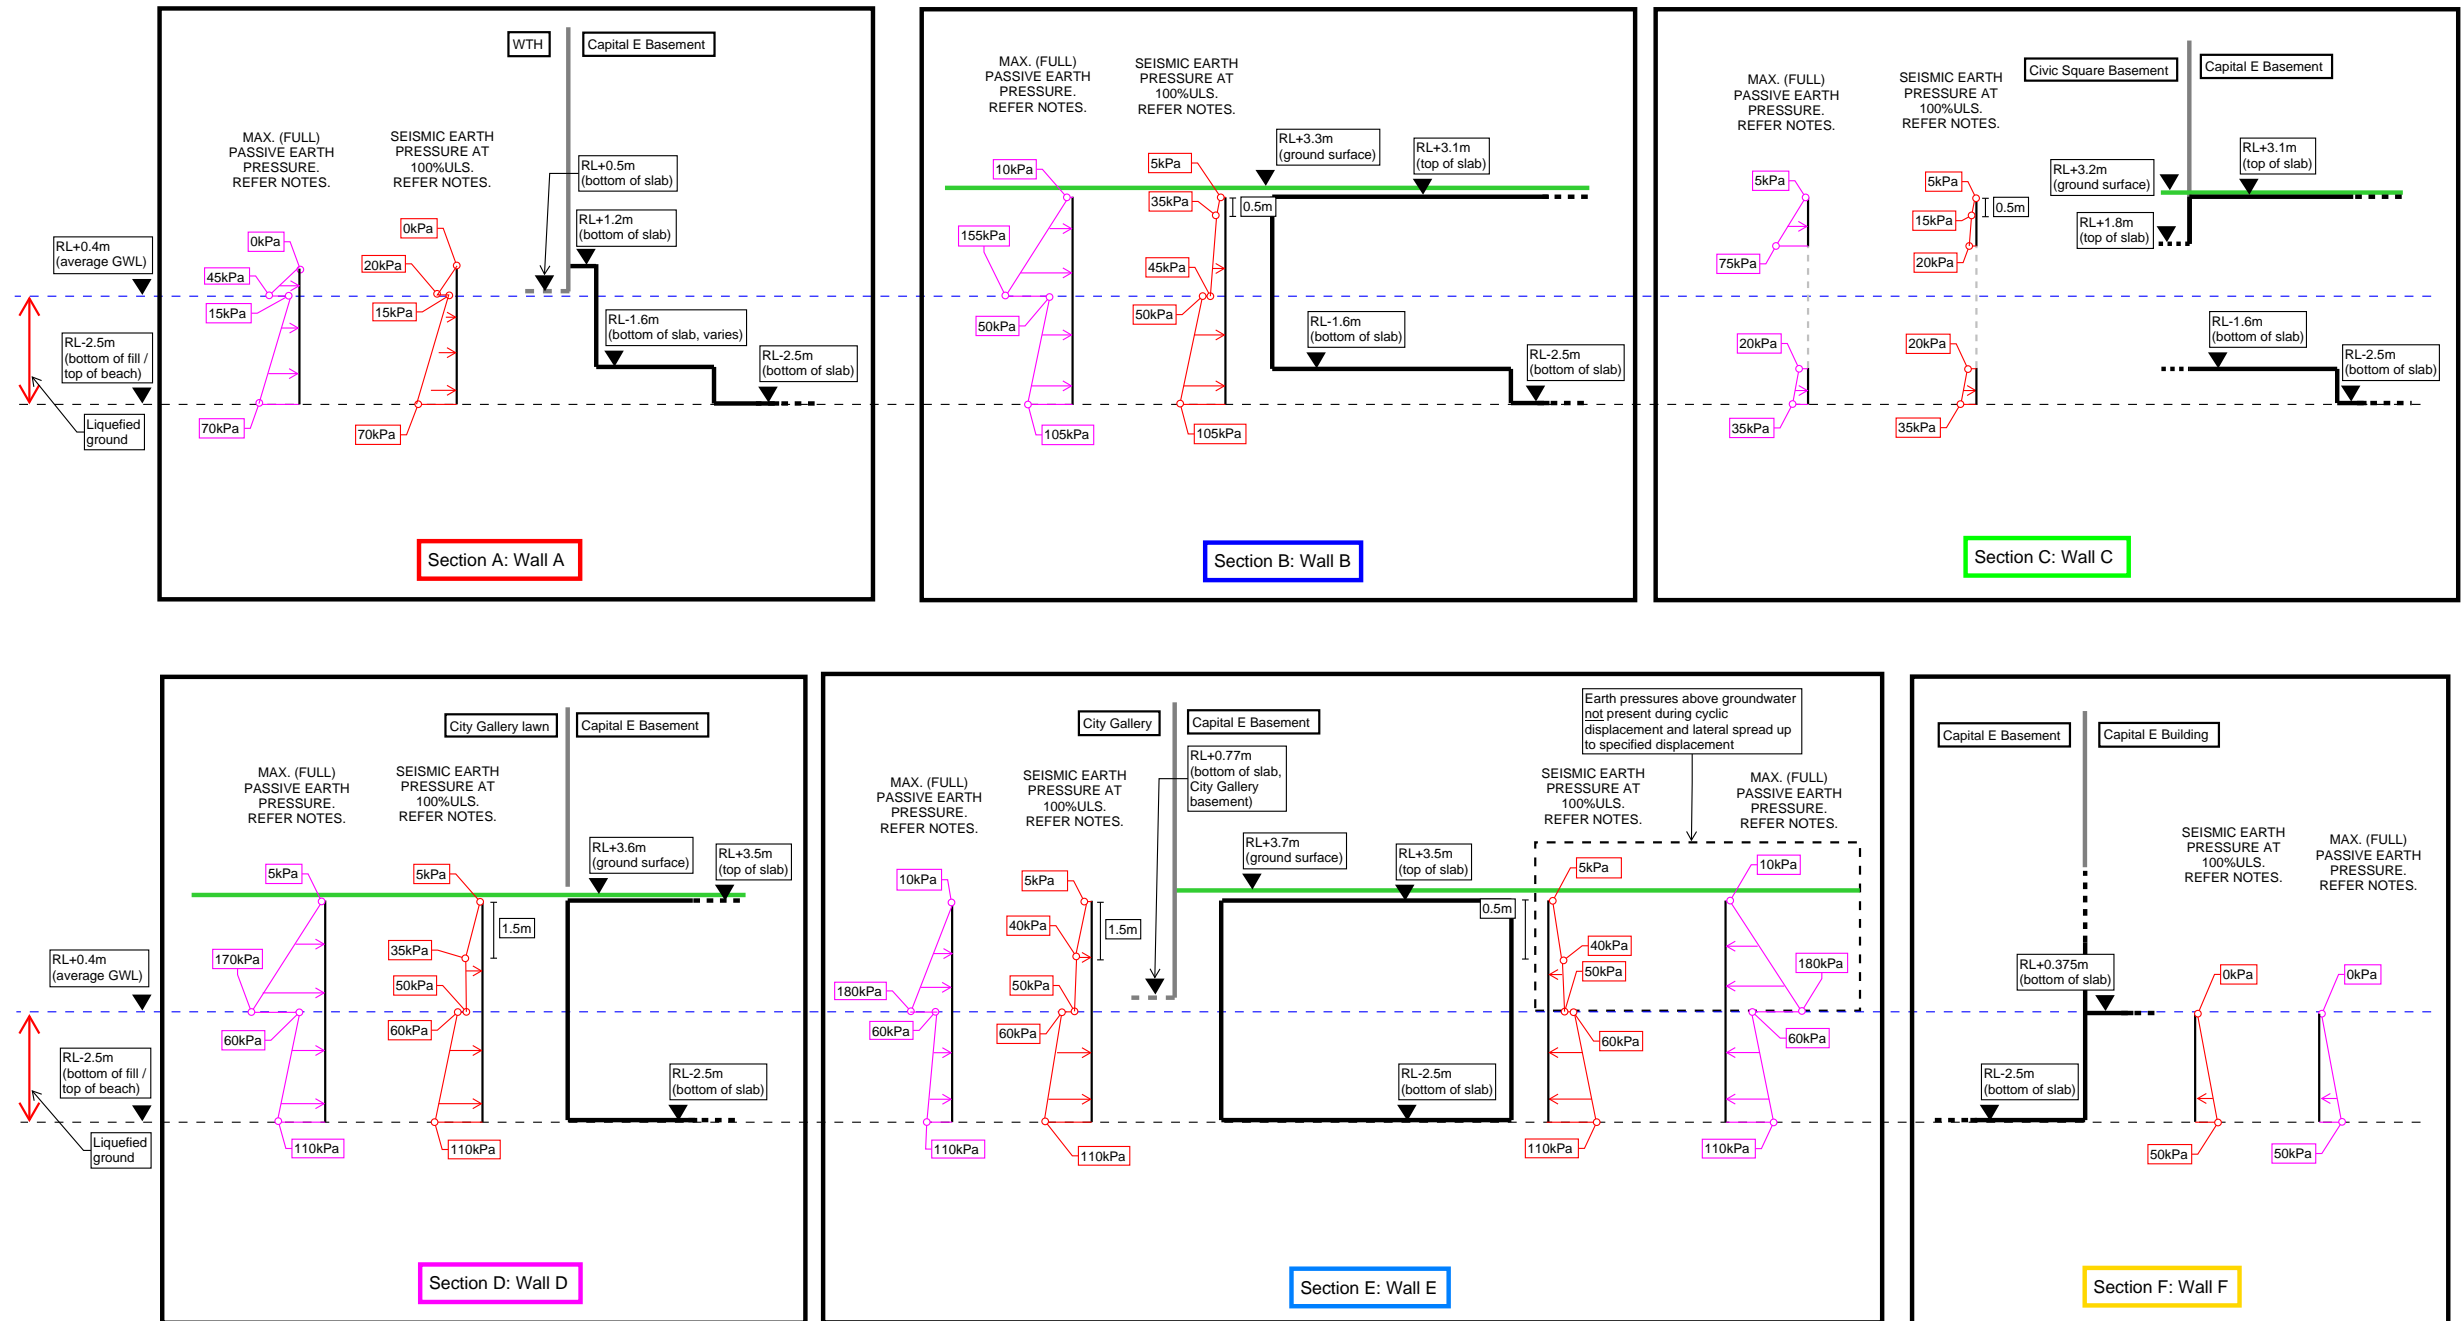 WTH
Capital E Basement
MAX. (FULL)
PASSIVE EARTH
PRESSURE.
REFER NOTES.
SEISMIC EARTH
PRESSURE AT
100%ULS.
REFER NOTES.
RL+0.5m
(bottom of slab)
RL+1.2m
(bottom of slab)
0kPa
0kPa
RL+0.4m
(average GWL)
45kPa
20kPa
15kPa
15kPa
RL-1.6m
(bottom of slab, varies)
RL-2.5m
(bottom of fill /
top of beach)
RL-2.5m
(bottom of slab)
Liquefied
ground
70kPa
70kPa
Section A: Wall A
MAX. (FULL)
PASSIVE EARTH
PRESSURE.
REFER NOTES.
SEISMIC EARTH
PRESSURE AT
100%ULS.
REFER NOTES.
RL+3.3m
(ground surface)
RL+3.1m
(top of slab)
10kPa
5kPa
35kPa
0.5m
155kPa
45kPa
50kPa
50kPa
RL-1.6m
(bottom of slab)
RL-2.5m
(bottom of slab)
105kPa
105kPa
Section B: Wall B
Civic Square Basement
Capital E Basement
MAX. (FULL)
PASSIVE EARTH
PRESSURE.
REFER NOTES.
SEISMIC EARTH
PRESSURE AT
100%ULS.
REFER NOTES.
RL+3.1m
(top of slab)
RL+3.2m
(ground surface)
5kPa
5kPa
15kPa
0.5m
RL+1.8m
(top of slab)
75kPa
20kPa
20kPa
20kPa
RL-1.6m
(bottom of slab)
RL-2.5m
(bottom of slab)
35kPa
35kPa
Section C: Wall C
City Gallery lawn
Capital E Basement
MAX. (FULL)
PASSIVE EARTH
PRESSURE.
REFER NOTES.
SEISMIC EARTH
PRESSURE AT
100%ULS.
REFER NOTES.
RL+3.6m
(ground surface)
RL+3.5m
(top of slab)
5kPa
5kPa
1.5m
RL+0.4m
(average GWL)
170kPa
35kPa
50kPa
60kPa
60kPa
RL-2.5m
(bottom of fill /
top of beach)
RL-2.5m
(bottom of slab)
Liquefied
ground
110kPa
110kPa
Section D: Wall D
City Gallery
Capital E Basement
Earth pressures above groundwater
not present during cyclic
displacement and lateral spread up
to specified displacement
RL+0.77m
(bottom of slab,
City Gallery
basement)
MAX. (FULL)
PASSIVE EARTH
PRESSURE.
REFER NOTES.
SEISMIC EARTH
PRESSURE AT
100%ULS.
REFER NOTES.
SEISMIC EARTH
PRESSURE AT
100%ULS.
REFER NOTES.
MAX. (FULL)
PASSIVE EARTH
PRESSURE.
REFER NOTES.
RL+3.7m
(ground surface)
RL+3.5m
(top of slab)
10kPa
5kPa
5kPa
10kPa
40kPa
1.5m
0.5m
40kPa
180kPa
50kPa
50kPa
180kPa
60kPa
60kPa
60kPa
60kPa
RL-2.5m
(bottom of slab)
110kPa
110kPa
110kPa
110kPa
Section E: Wall E
Capital E Basement
Capital E Building
SEISMIC EARTH
PRESSURE AT
100%ULS.
REFER NOTES.
MAX. (FULL)
PASSIVE EARTH
PRESSURE.
REFER NOTES.
RL+0.375m
(bottom of slab)
0kPa
0kPa
RL-2.5m
(bottom of slab)
50kPa
50kPa
Section F: Wall F